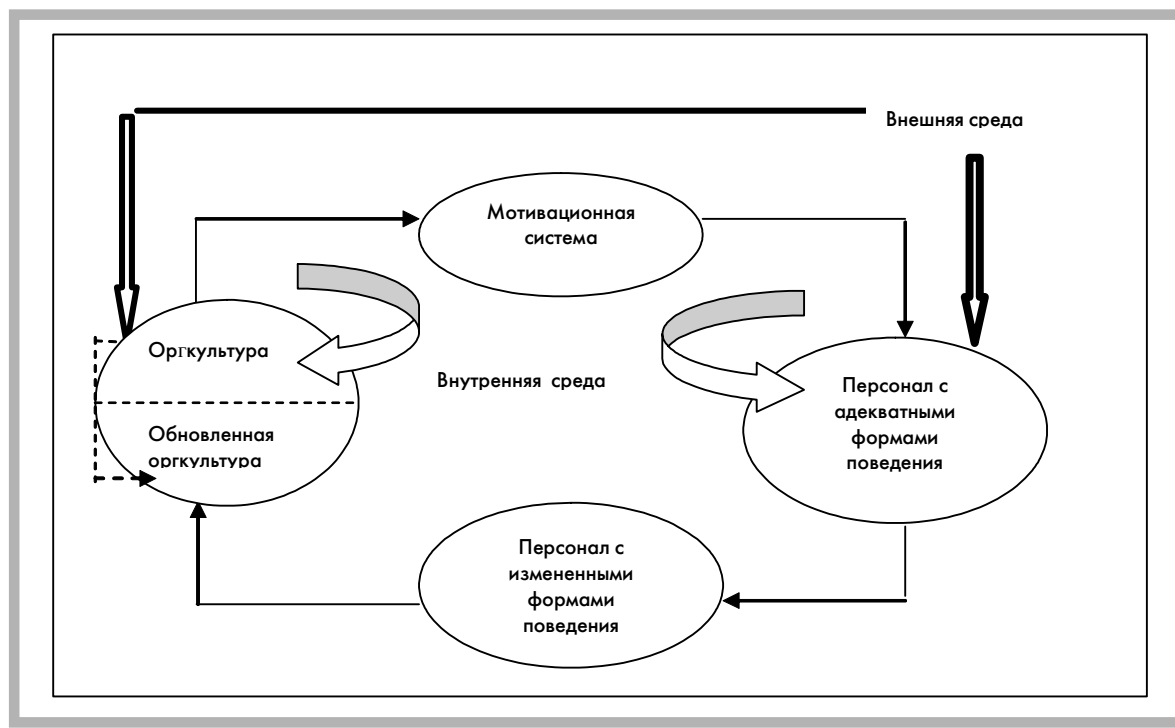 Внешняя среда
Мотивационная
система
Оргкультура
Обновленная
оргкультура
Внутренняя среда
Персонал с
адекватными
формами
поведения
Персонал с
измененными
формами
поведения